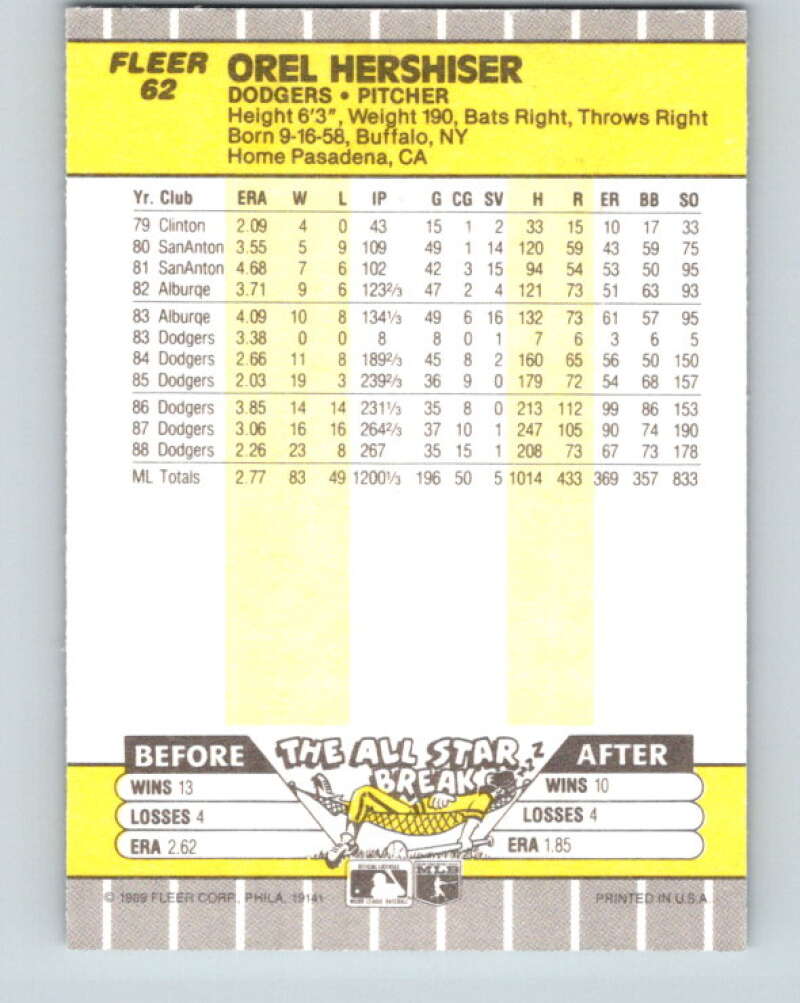 FLEER
62
OREL HERSHISER
DODGERS • PITCHER
Height 6'3", Weight 190, Bats Right, Throws Right
Born 9-16-58, Buffalo, NY
Home Pasadena, CA
Yr. Club ERA W L IP G CG SV H R ER BB SO
79 Clinton 2.09 4 0 43 15 1 2 33 15 10 17 33
80 SanAnton 3.55 5 9 109 49 1 14 120 59 43 59 75
81 SanAnton 4.68 7 6 102 42 3 15 94 54 53 50 95
82 Alburqe 3.71 9 6 123⅔ 47 2 4 121 73 51 63 93
83 Alburqe 4.09 10 8 134⅓ 49 6 16 132 73 61 57 95
83 Dodgers 3.38 0 0 8 8 0 1 7 6 3 6 5
84 Dodgers 2.66 11 8 189⅔ 45 8 2 160 65 56 50 150
85 Dodgers 2.03 19 3 239⅔ 36 9 0 179 72 54 68 157
86 Dodgers 3.85 14 14 231⅓ 35 8 0 213 112 99 86 153
87 Dodgers 3.06 16 16 264⅔ 37 10 1 247 105 90 74 190
88 Dodgers 2.26 23 8 267 35 15 1 208 73 67 73 178
ML Totals 2.77 83 49 1200⅓ 196 50 5 1014 433 369 357 833
BEFORE THE ALL STAR BREAK ZZZ AFTER
WINS 13 WINS 10
LOSSES 4 LOSSES 4
ERA 2.62 ERA 1.85
MLB
© 1989 FLEER CORP., PHILA. 19141 PRINTED IN U.S.A.